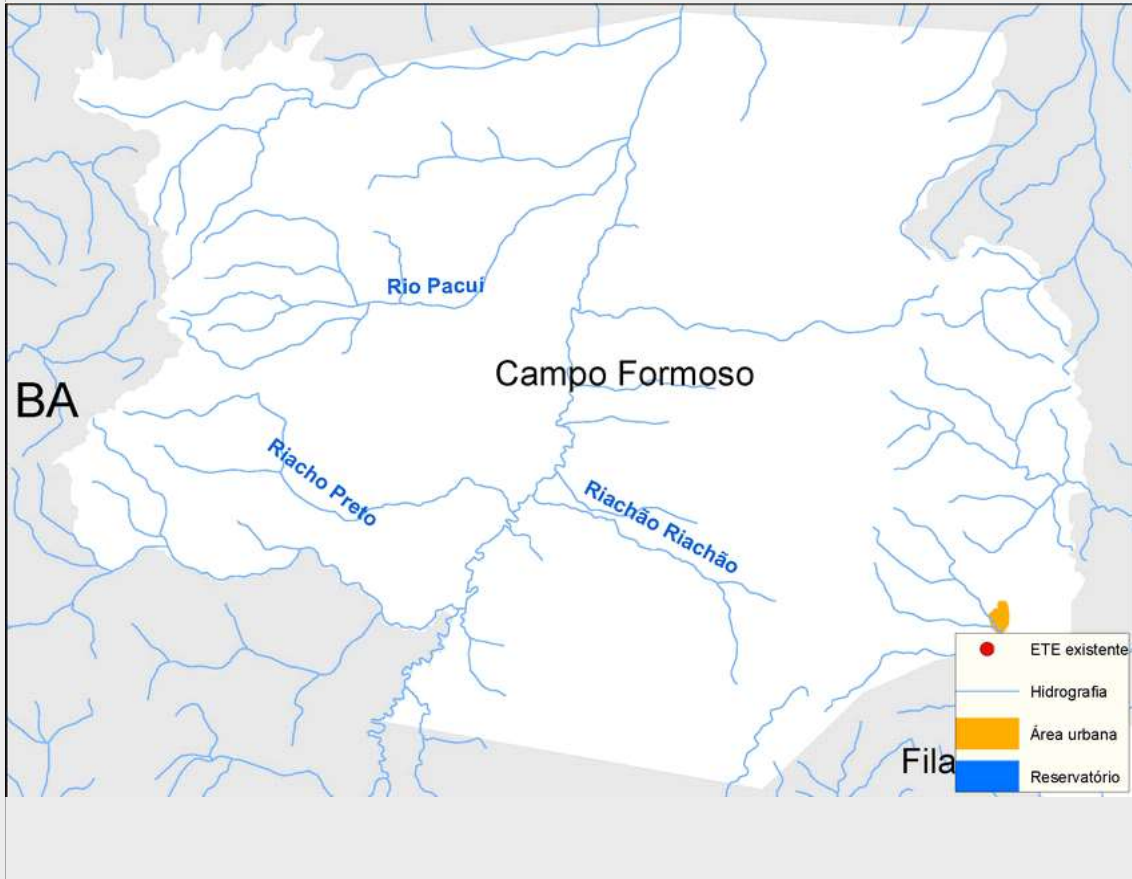 Rio Pacuí
Campo Formoso
BA
Riacho Preto
Riachão Riachão
ETE existente
Hidrografia
Área urbana
Fila
Reservatório